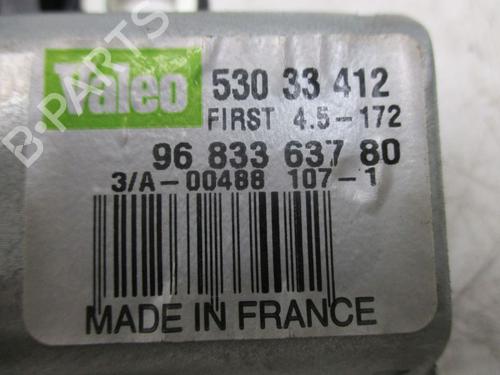 Valeo 530 33 412
FIRST 4.5-172
96 833 637 80
3/A-00488 107-1
MADE IN FRANCE
B-PARTS